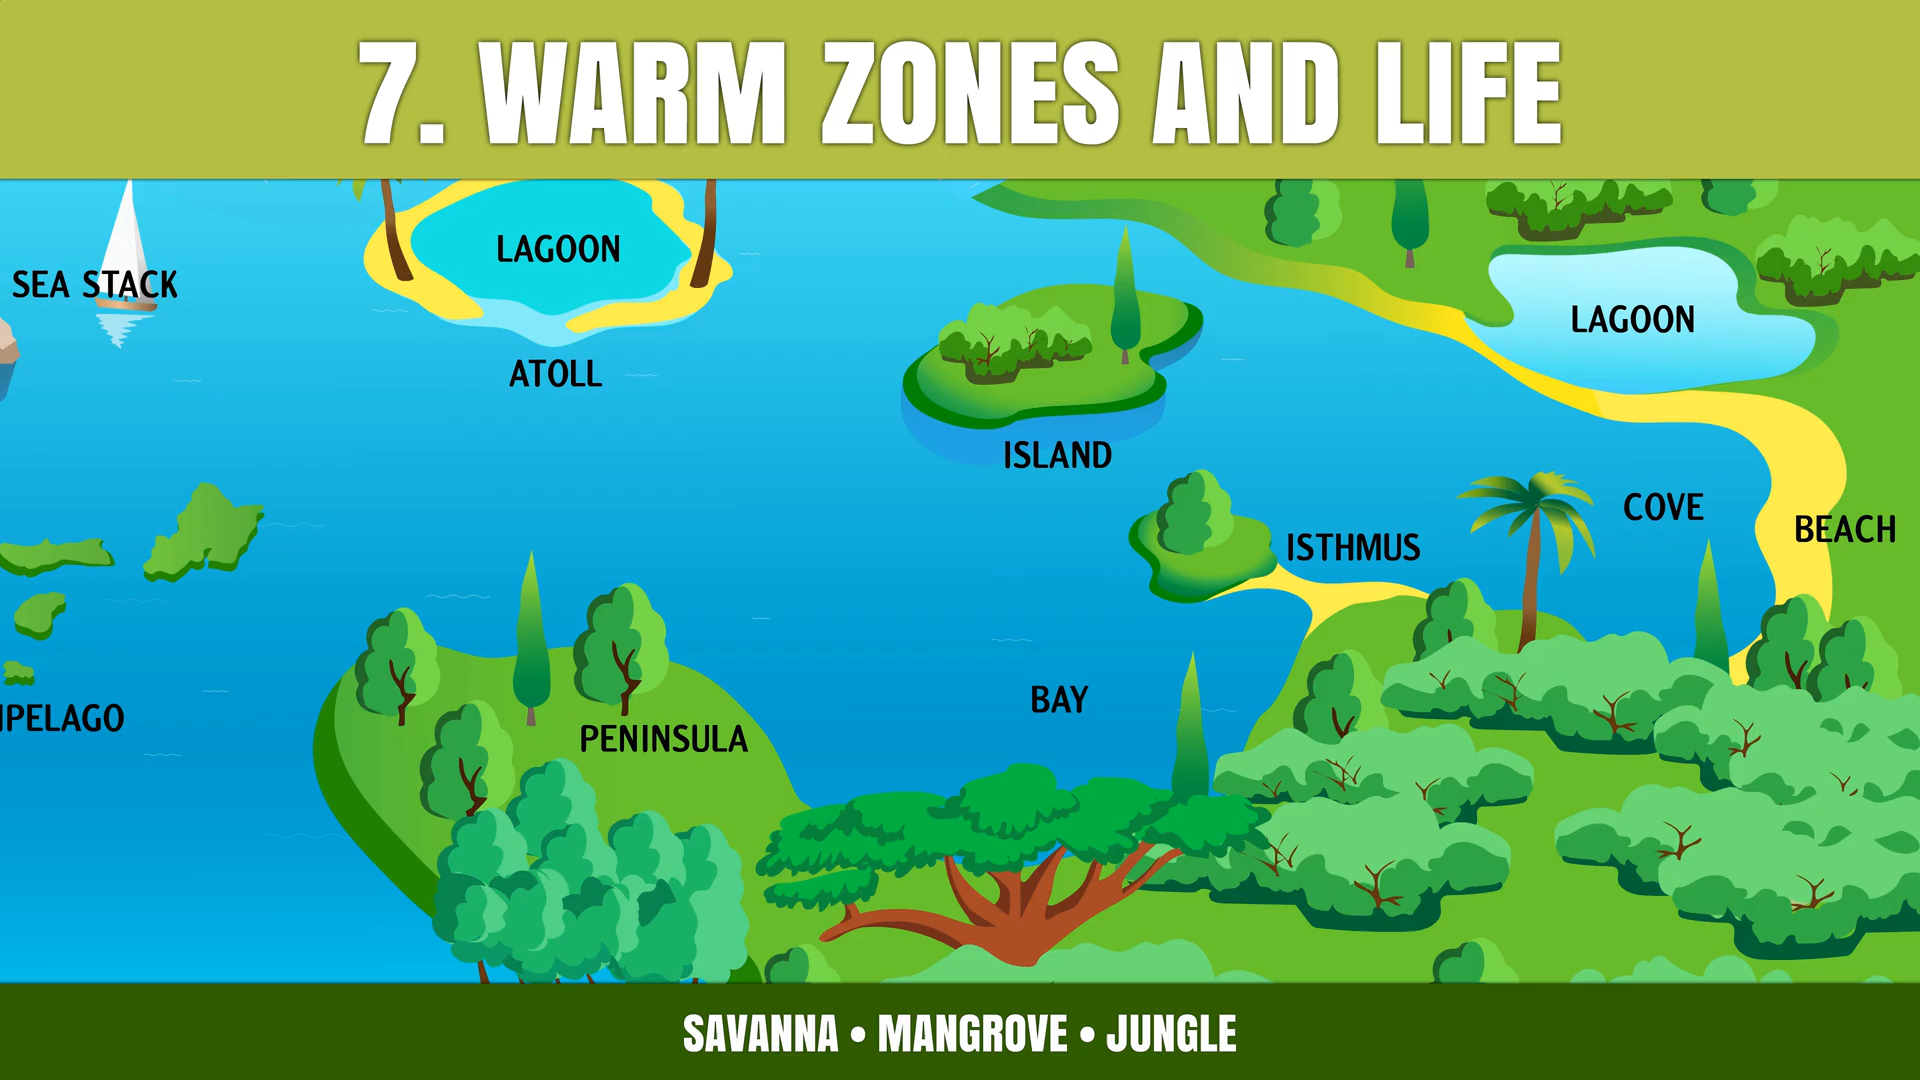 7. WARM ZONES AND LIFE
LAGOON
SEA STACK
LAGOON
ATOLL
ISLAND
COVE
BEACH
ISTHMUS
BAY
IPELAGO
PENINSULA
SAVANNA • MANGROVE • JUNGLE